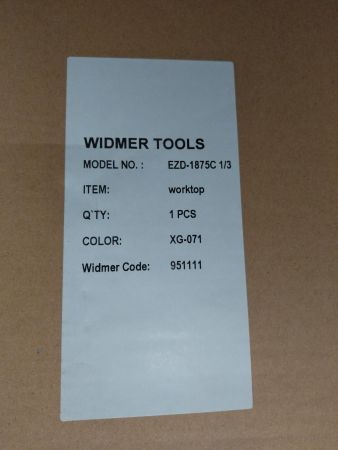 WIDMER TOOLS
MODEL NO. : EZD-1875C 1/3
ITEM: worktop
Q`TY: 1 PCS
COLOR: XG-071
Widmer Code: 951111